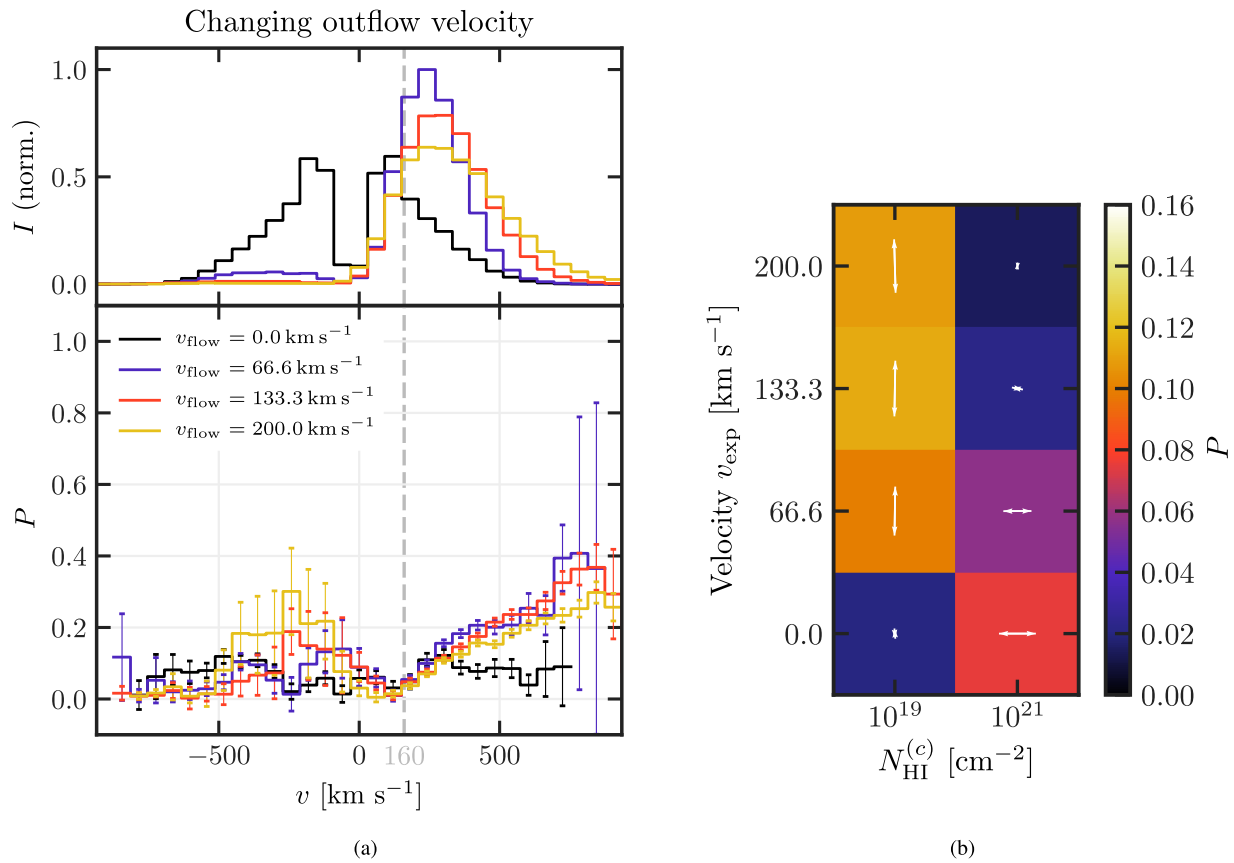 Changing outflow velocity
1.0
0.5
0.0
I (norm.)
1.0
0.8
0.6
0.4
0.2
0.0
P
v_flow = 0.0 km s⁻¹
v_flow = 66.6 km s⁻¹
v_flow = 133.3 km s⁻¹
v_flow = 200.0 km s⁻¹
−500 0 160 500
v [km s⁻¹]
(a)
Velocity v_exp [km s⁻¹]
200.0
133.3
66.6
0.0
10¹⁹ 10²¹
N_HI^(c) [cm⁻²]
0.16
0.14
0.12
0.10
0.08
0.06
0.04
0.02
0.00
P
(b)